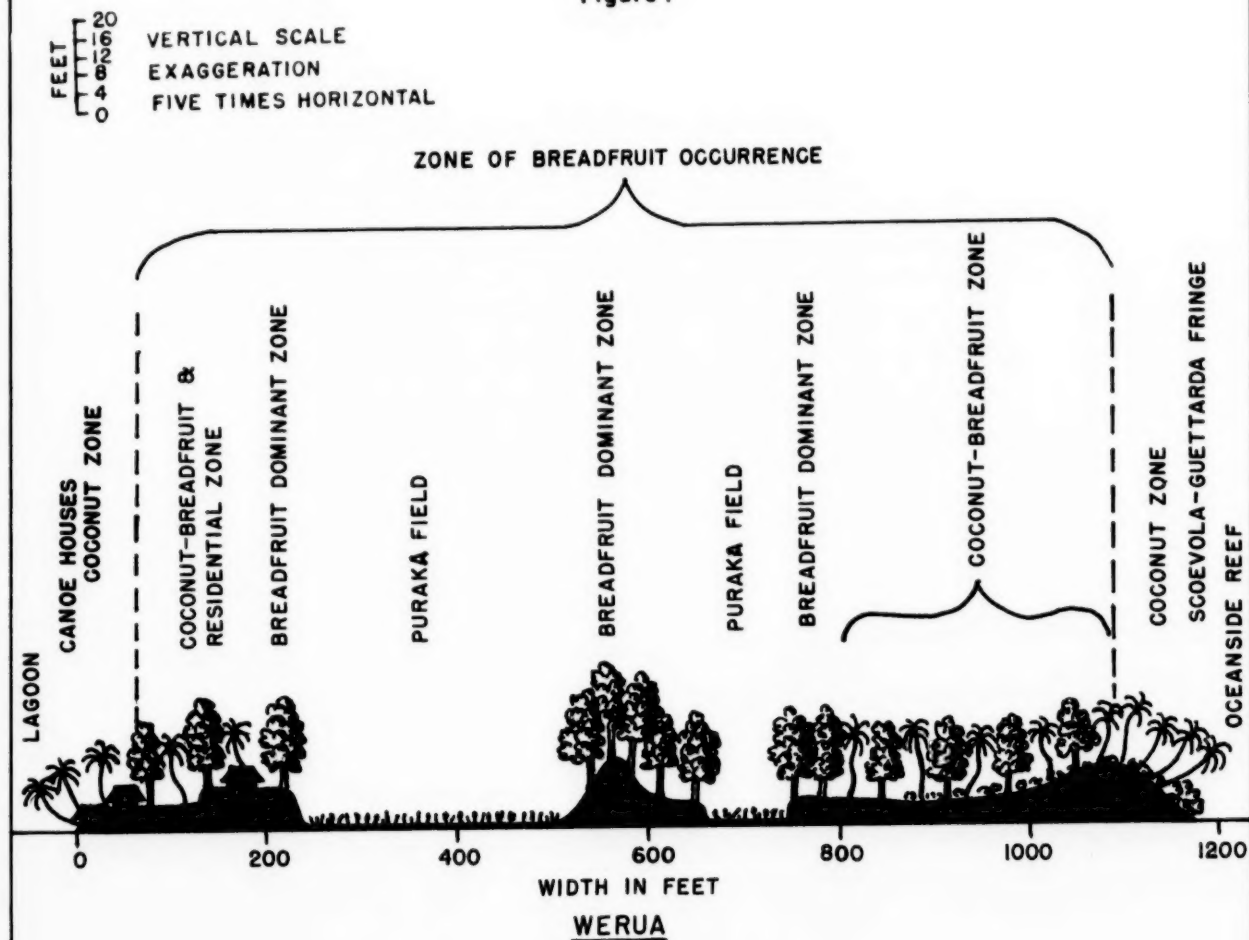 20
16
12
8
4
0
FEET
VERTICAL SCALE
EXAGGERATION
FIVE TIMES HORIZONTAL
ZONE OF BREADFRUIT OCCURRENCE
LAGOON
CANOE HOUSES
COCONUT ZONE
COCONUT-BREADFRUIT &
RESIDENTIAL ZONE
BREADFRUIT DOMINANT ZONE
PURAKA FIELD
BREADFRUIT DOMINANT ZONE
PURAKA FIELD
BREADFRUIT DOMINANT ZONE
COCONUT-BREADFRUIT ZONE
COCONUT ZONE
SCOEVOLA-GUETTARDA FRINGE
OCEANSIDE REEF
0 200 400 600 800 1000 1200
WIDTH IN FEET
WERUA